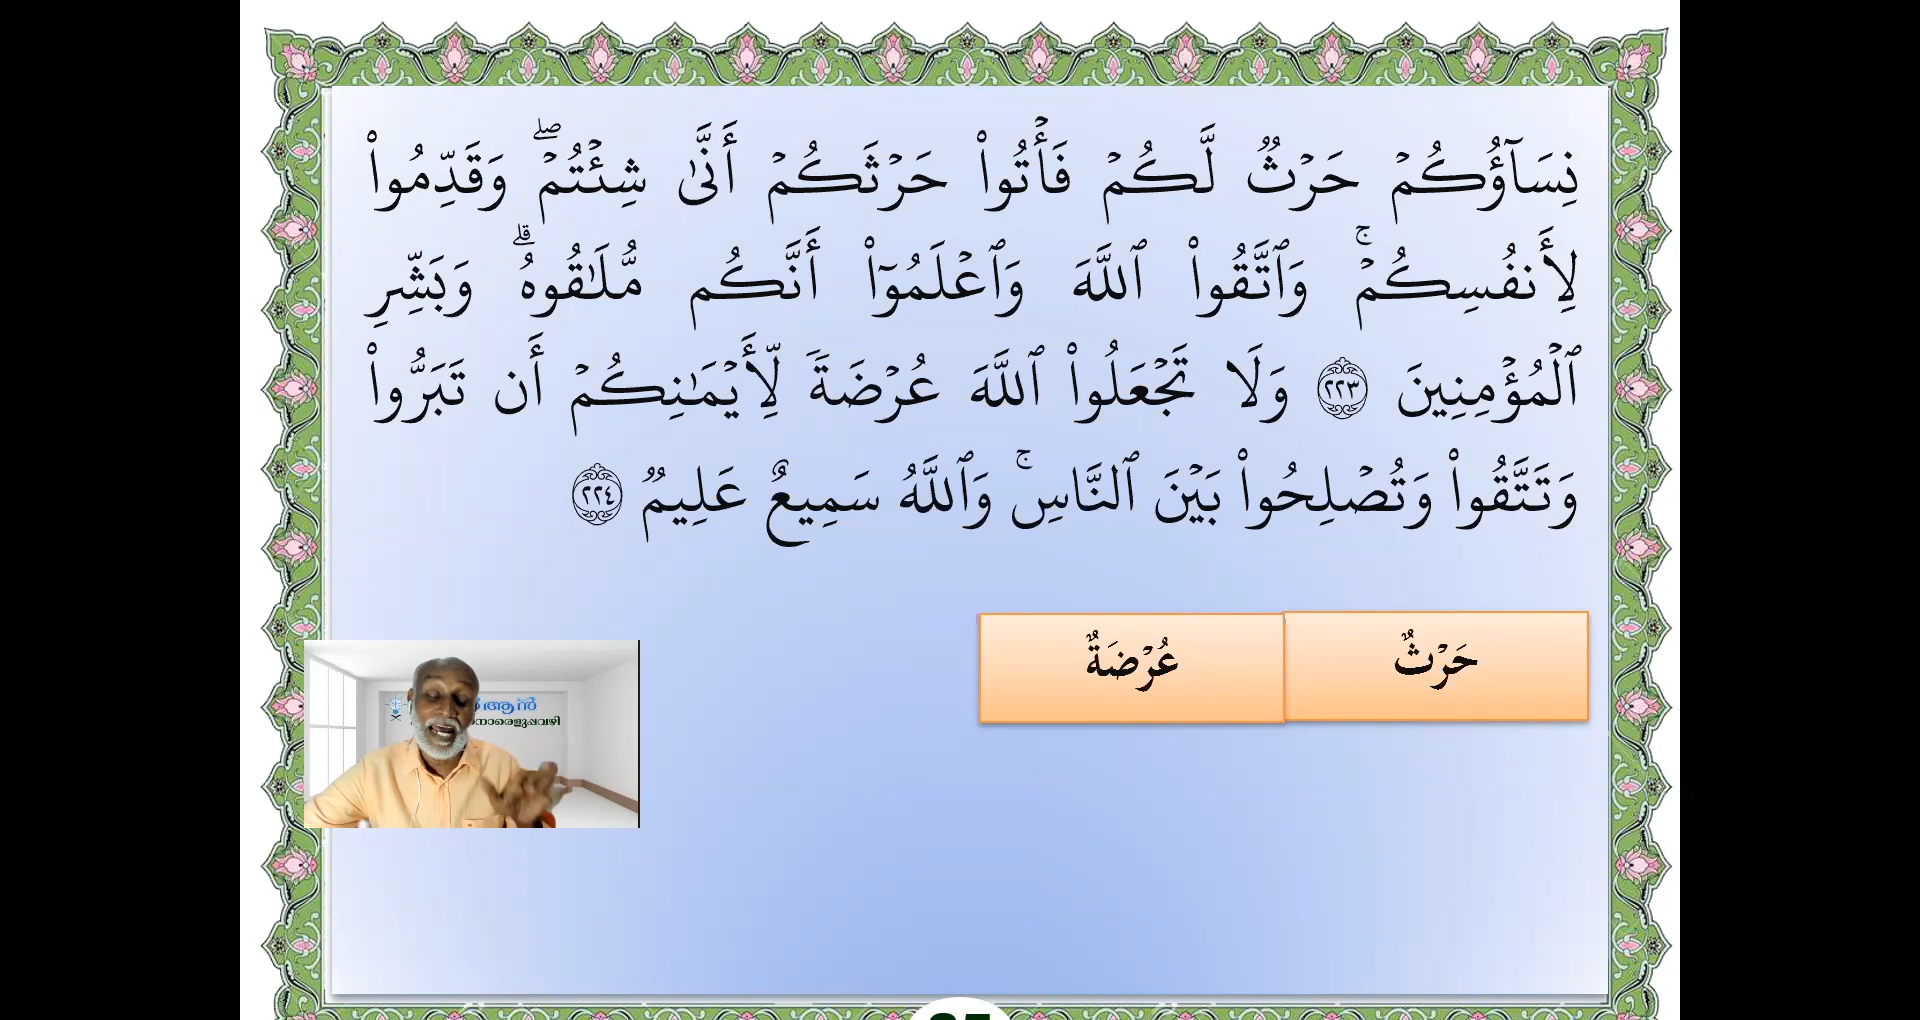 نِسَآؤُكُمۡ حَرۡثٞ لَّكُمۡ فَأۡتُواْ حَرۡثَكُمۡ أَنَّىٰ شِئۡتُمۡۖ وَقَدِّمُواْ
لِأَنفُسِكُمۡۚ وَٱتَّقُواْ ٱللَّهَ وَٱعۡلَمُوٓاْ أَنَّكُم مُّلَٰقُوهُۗ وَبَشِّرِ
ٱلۡمُؤۡمِنِينَ ٢٢٣ وَلَا تَجۡعَلُواْ ٱللَّهَ عُرۡضَةٗ لِّأَيۡمَٰنِكُمۡ أَن تَبَرُّواْ
وَتَتَّقُواْ وَتُصۡلِحُواْ بَيۡنَ ٱلنَّاسِۚ وَٱللَّهُ سَمِيعٌ عَلِيمٞ ٢٢٤
حَرْثٌ
عُرْضَةٌ